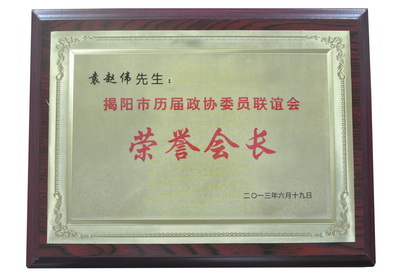 袁赵伟先生：
揭阳市历届政协委员联谊会
荣誉会长
二〇一三年六月十九日